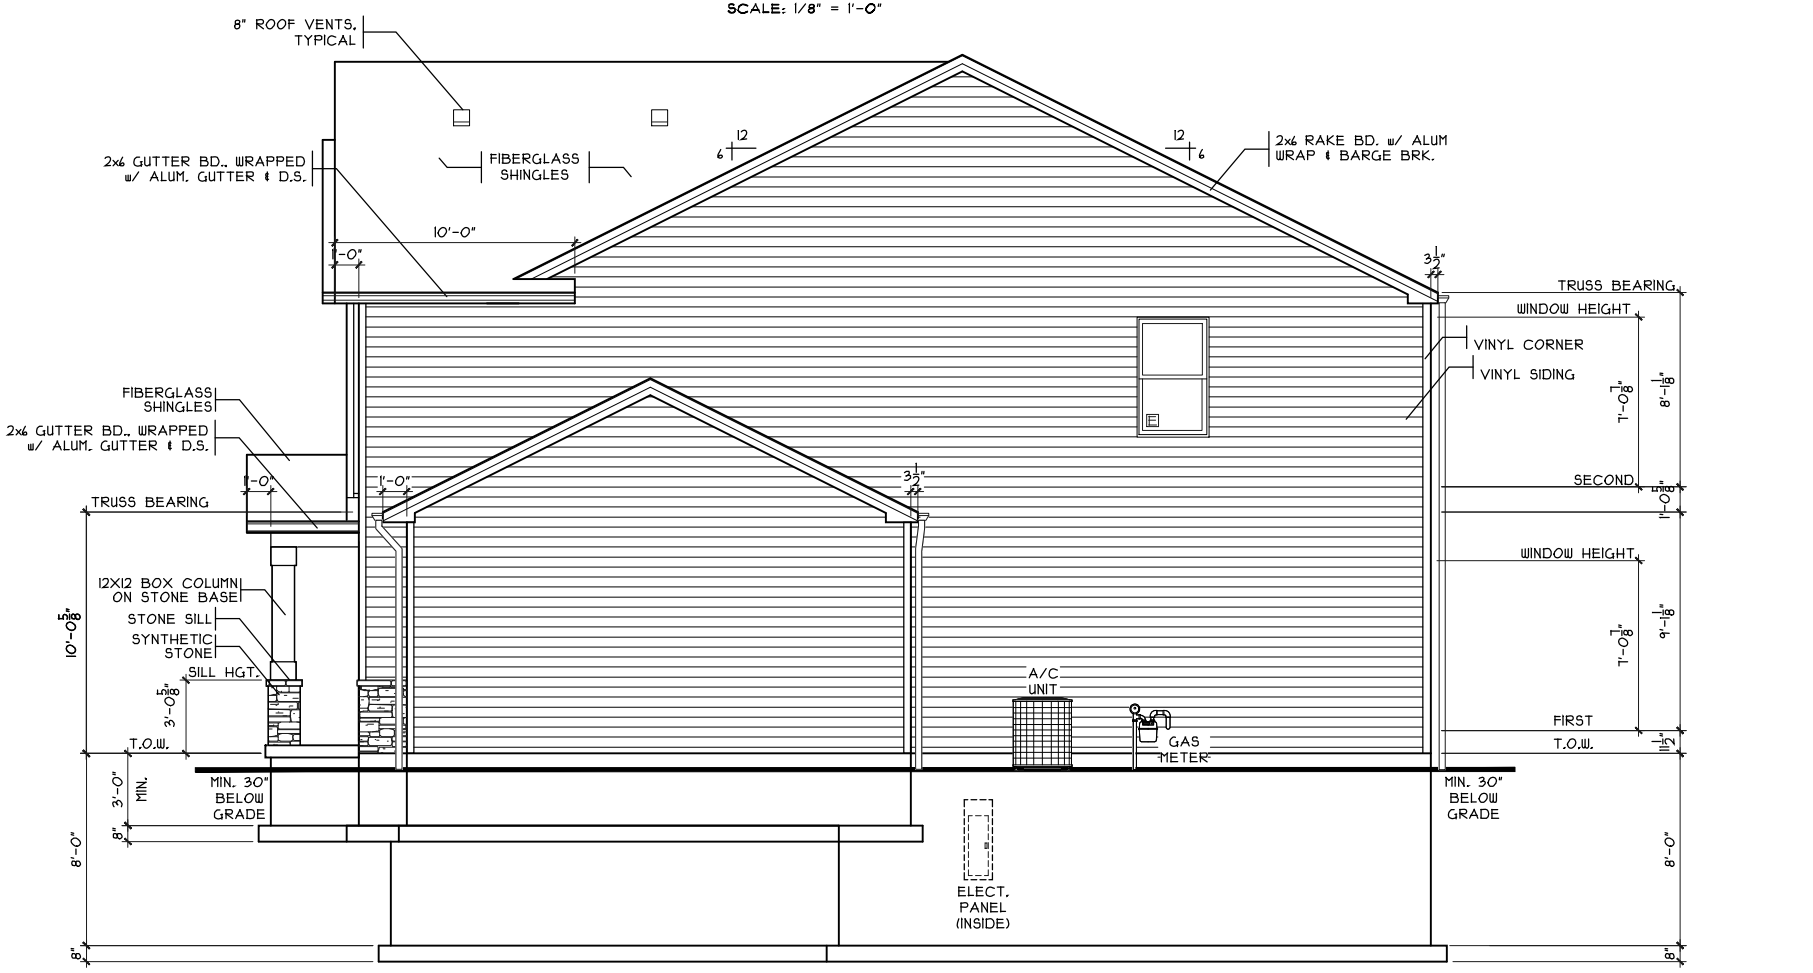 SCALE: 1/8" = 1'-0"
8" ROOF VENTS,
TYPICAL
2x6 GUTTER BD., WRAPPED
w/ ALUM. GUTTER & D.S.
FIBERGLASS
SHINGLES
12
6
12
6
2x6 RAKE BD. w/ ALUM
WRAP & BARGE BRK.
10'-0"
1'-0"
3 1/2"
TRUSS BEARING
WINDOW HEIGHT
VINYL CORNER
VINYL SIDING
7'-0 7/8"
8'-1 1/8"
E
FIBERGLASS
SHINGLES
2x6 GUTTER BD., WRAPPED
w/ ALUM. GUTTER & D.S.
1'-0"
1'-0"
3 1/2"
SECOND
1'-0 5/8"
TRUSS BEARING
WINDOW HEIGHT
12X12 BOX COLUMN
ON STONE BASE
STONE SILL
SYNTHETIC
STONE
SILL HGT.
10'-0 5/8"
3'-0 5/8"
7'-0 7/8"
9'-1 1/8"
A/C
UNIT
GAS
METER
FIRST
T.O.W.
T.O.W.
11 1/2"
MIN. 30"
BELOW
GRADE
3'-0"
MIN.
8"
8'-0"
8"
MIN. 30"
BELOW
GRADE
8'-0"
8"
ELECT.
PANEL
(INSIDE)